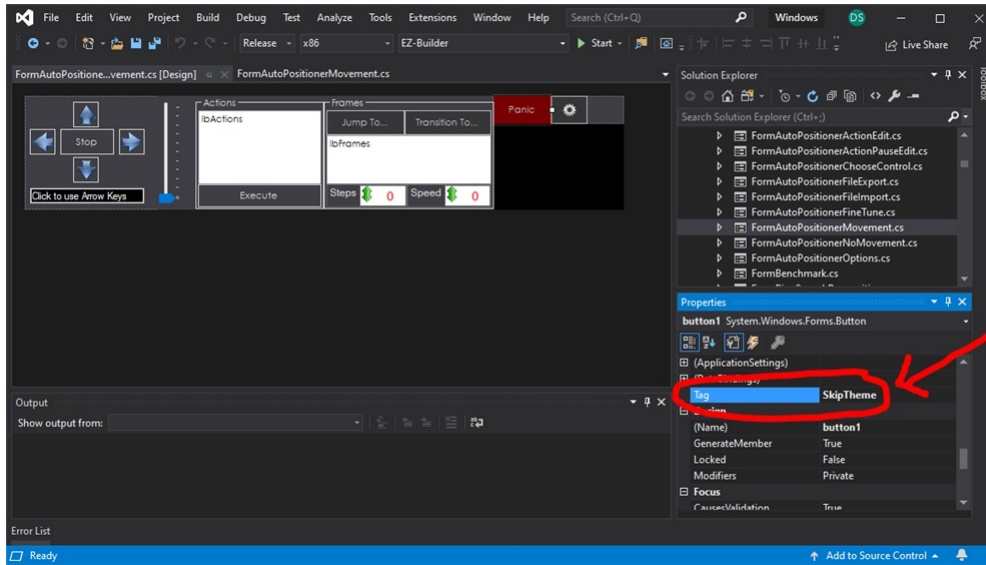 File Edit View Project Build Debug Test Analyze Tools Extensions Window Help Search (Ctrl+Q) Windows DS
Release x86 EZ-Builder Start Live Share
FormAutoPositione...vement.cs [Design] FormAutoPositionerMovement.cs
Toolbox
Actions
lbActions
Execute
Frames
Jump To... Transition To...
lbFrames
Steps 0 Speed 0
Panic
Stop
Click to use Arrow Keys
Solution Explorer
Search Solution Explorer (Ctrl+;)
FormAutoPositionerActionEdit.cs
FormAutoPositionerActionPauseEdit.cs
FormAutoPositionerChooseControl.cs
FormAutoPositionerFileExport.cs
FormAutoPositionerFileImport.cs
FormAutoPositionerFineTune.cs
FormAutoPositionerMovement.cs
FormAutoPositionerNoMovement.cs
FormAutoPositionerOptions.cs
FormBenchmark.cs
Properties
button1 System.Windows.Forms.Button
(ApplicationSettings)
Tag SkipTheme
Design
(Name) button1
GenerateMember True
Locked False
Modifiers Private
Focus
CausesValidation True
Output
Show output from:
Error List
Ready Add to Source Control